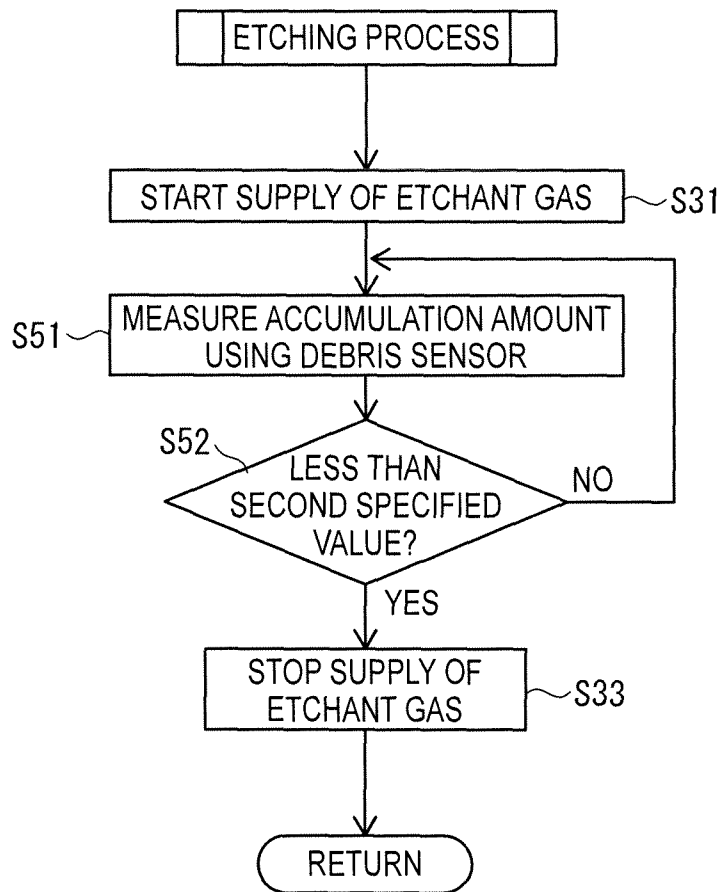 ETCHING PROCESS
START SUPPLY OF ETCHANT GAS
S31
MEASURE ACCUMULATION AMOUNT
USING DEBRIS SENSOR
S51
S52
LESS THAN
SECOND SPECIFIED
VALUE?
NO
YES
STOP SUPPLY OF
ETCHANT GAS
S33
RETURN